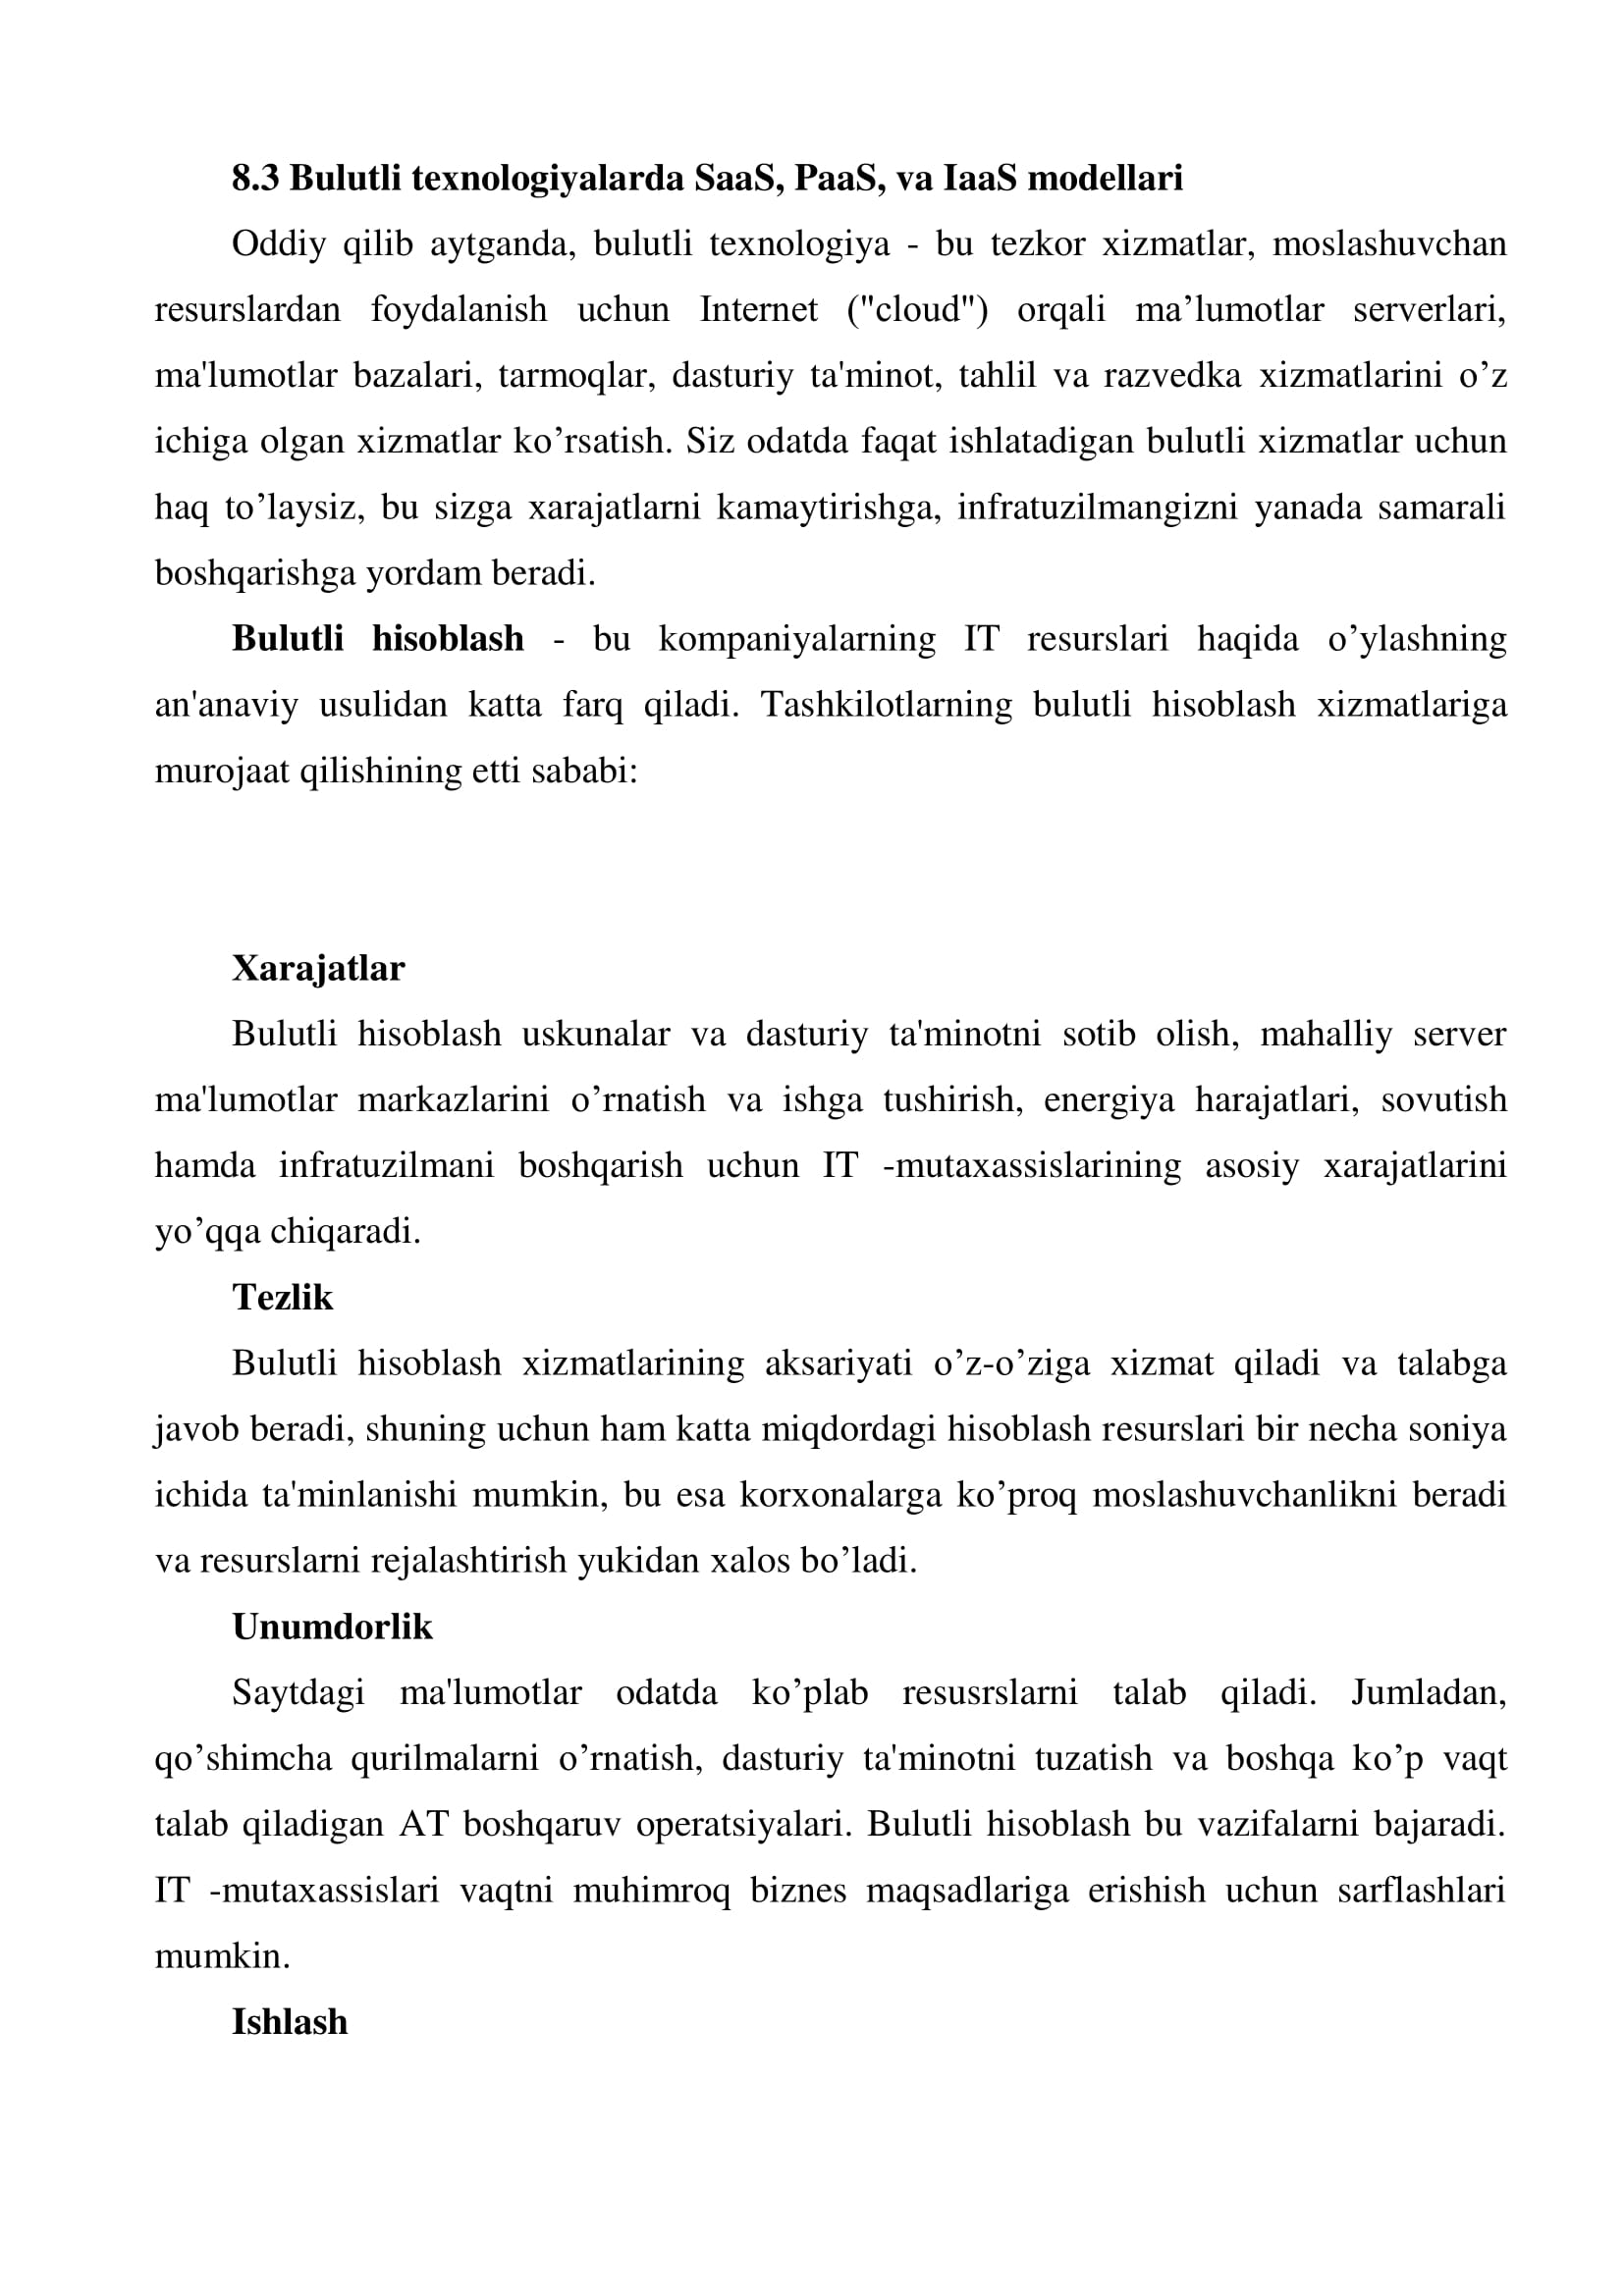 8.3 Bulutli texnologiyalarda SaaS, PaaS, va IaaS modellari
Oddiy qilib aytganda, bulutli texnologiya - bu tezkor xizmatlar, moslashuvchan
resurslardan foydalanish uchun Internet ("cloud") orqali ma’lumotlar serverlari,
ma'lumotlar bazalari, tarmoqlar, dasturiy ta'minot, tahlil va razvedka xizmatlarini o’z
ichiga olgan xizmatlar ko’rsatish. Siz odatda faqat ishlatadigan bulutli xizmatlar uchun
haq to’laysiz, bu sizga xarajatlarni kamaytirishga, infratuzilmangizni yanada samarali
boshqarishga yordam beradi.
Bulutli hisoblash - bu kompaniyalarning IT resurslari haqida o’ylashning
an'anaviy usulidan katta farq qiladi. Tashkilotlarning bulutli hisoblash xizmatlariga
murojaat qilishining etti sababi:
Xarajatlar
Bulutli hisoblash uskunalar va dasturiy ta'minotni sotib olish, mahalliy server
ma'lumotlar markazlarini o’rnatish va ishga tushirish, energiya harajatlari, sovutish
hamda infratuzilmani boshqarish uchun IT -mutaxassislarining asosiy xarajatlarini
yo’qqa chiqaradi.
Tezlik
Bulutli hisoblash xizmatlarining aksariyati o’z-o’ziga xizmat qiladi va talabga
javob beradi, shuning uchun ham katta miqdordagi hisoblash resurslari bir necha soniya
ichida ta'minlanishi mumkin, bu esa korxonalarga ko’proq moslashuvchanlikni beradi
va resurslarni rejalashtirish yukidan xalos bo’ladi.
Unumdorlik
Saytdagi ma'lumotlar odatda ko’plab resusrslarni talab qiladi. Jumladan,
qo’shimcha qurilmalarni o’rnatish, dasturiy ta'minotni tuzatish va boshqa ko’p vaqt
talab qiladigan AT boshqaruv operatsiyalari. Bulutli hisoblash bu vazifalarni bajaradi.
IT -mutaxassislari vaqtni muhimroq biznes maqsadlariga erishish uchun sarflashlari
mumkin.
Ishlash